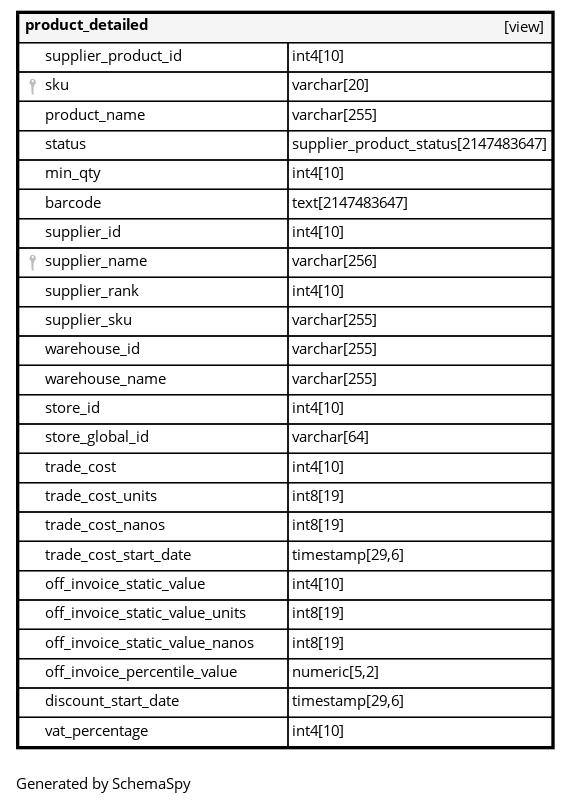 product_detailed [view]
supplier_product_id int4[10]
sku varchar[20]
product_name varchar[255]
status supplier_product_status[2147483647]
min_qty int4[10]
barcode text[2147483647]
supplier_id int4[10]
supplier_name varchar[256]
supplier_rank int4[10]
supplier_sku varchar[255]
warehouse_id varchar[255]
warehouse_name varchar[255]
store_id int4[10]
store_global_id varchar[64]
trade_cost int4[10]
trade_cost_units int8[19]
trade_cost_nanos int8[19]
trade_cost_start_date timestamp[29,6]
off_invoice_static_value int4[10]
off_invoice_static_value_units int8[19]
off_invoice_static_value_nanos int8[19]
off_invoice_percentile_value numeric[5,2]
discount_start_date timestamp[29,6]
vat_percentage int4[10]
Generated by SchemaSpy